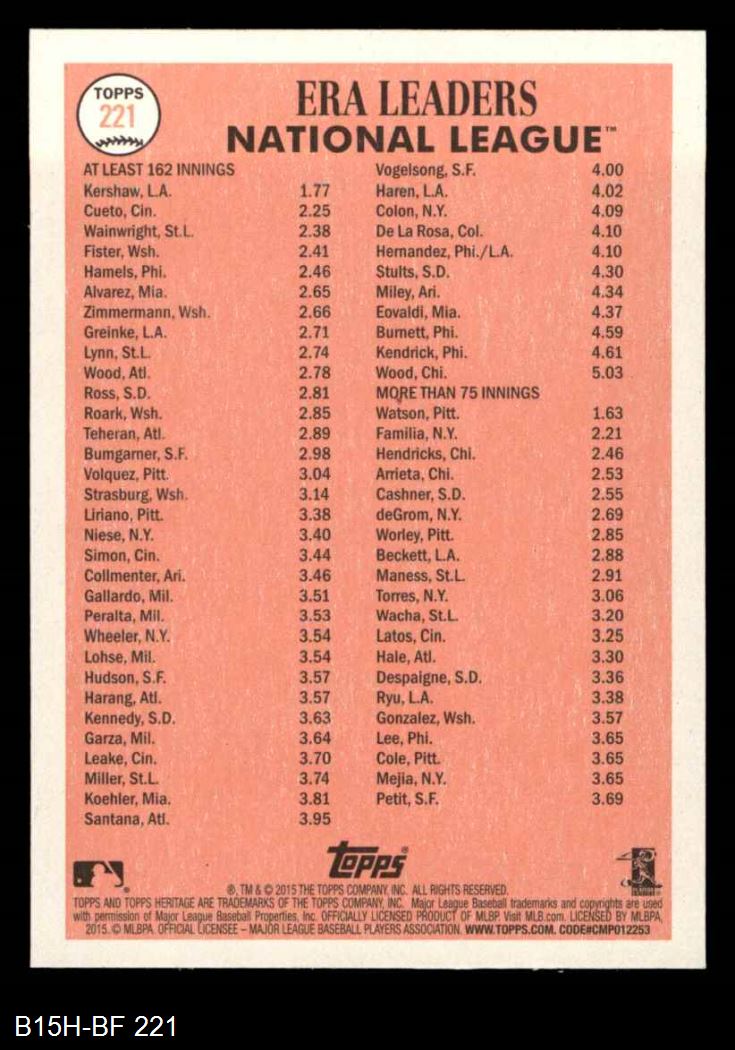 TOPPS
221
ERA LEADERS
NATIONAL LEAGUE™
AT LEAST 162 INNINGS
Kershaw, L.A. 1.77
Cueto, Cin. 2.25
Wainwright, St.L. 2.38
Fister, Wsh. 2.41
Hamels, Phi. 2.46
Alvarez, Mia. 2.65
Zimmermann, Wsh. 2.66
Greinke, L.A. 2.71
Lynn, St.L. 2.74
Wood, Atl. 2.78
Ross, S.D. 2.81
Roark, Wsh. 2.85
Teheran, Atl. 2.89
Bumgarner, S.F. 2.98
Volquez, Pitt. 3.04
Strasburg, Wsh. 3.14
Liriano, Pitt. 3.38
Niese, N.Y. 3.40
Simon, Cin. 3.44
Collmenter, Ari. 3.46
Gallardo, Mil. 3.51
Peralta, Mil. 3.53
Wheeler, N.Y. 3.54
Lohse, Mil. 3.54
Hudson, S.F. 3.57
Harang, Atl. 3.57
Kennedy, S.D. 3.63
Garza, Mil. 3.64
Leake, Cin. 3.70
Miller, St.L. 3.74
Koehler, Mia. 3.81
Santana, Atl. 3.95
Vogelsong, S.F. 4.00
Haren, L.A. 4.02
Colon, N.Y. 4.09
De La Rosa, Col. 4.10
Hernandez, Phi./L.A. 4.10
Stults, S.D. 4.30
Miley, Ari. 4.34
Eovaldi, Mia. 4.37
Burnett, Phi. 4.59
Kendrick, Phi. 4.61
Wood, Chi. 5.03
MORE THAN 75 INNINGS
Watson, Pitt. 1.63
Familia, N.Y. 2.21
Hendricks, Chi. 2.46
Arrieta, Chi. 2.53
Cashner, S.D. 2.55
deGrom, N.Y. 2.69
Worley, Pitt. 2.85
Beckett, L.A. 2.88
Maness, St.L. 2.91
Torres, N.Y. 3.06
Wacha, St.L. 3.20
Latos, Cin. 3.25
Hale, Atl. 3.30
Despaigne, S.D. 3.36
Ryu, L.A. 3.38
Gonzalez, Wsh. 3.57
Lee, Phi. 3.65
Cole, Pitt. 3.65
Mejia, N.Y. 3.65
Petit, S.F. 3.69
Topps®
®, TM & © 2015 THE TOPPS COMPANY, INC. ALL RIGHTS RESERVED.
TOPPS AND TOPPS HERITAGE ARE TRADEMARKS OF THE TOPPS COMPANY, INC. Major League Baseball trademarks and copyrights are used
with permission of Major League Baseball Properties, Inc. OFFICIALLY LICENSED PRODUCT OF MLBP. Visit MLB.com. LICENSED BY MLBPA,
2015. © MLBPA. OFFICIAL LICENSEE – MAJOR LEAGUE BASEBALL PLAYERS ASSOCIATION. WWW.TOPPS.COM. CODE#CMP012253
B15H-BF 221